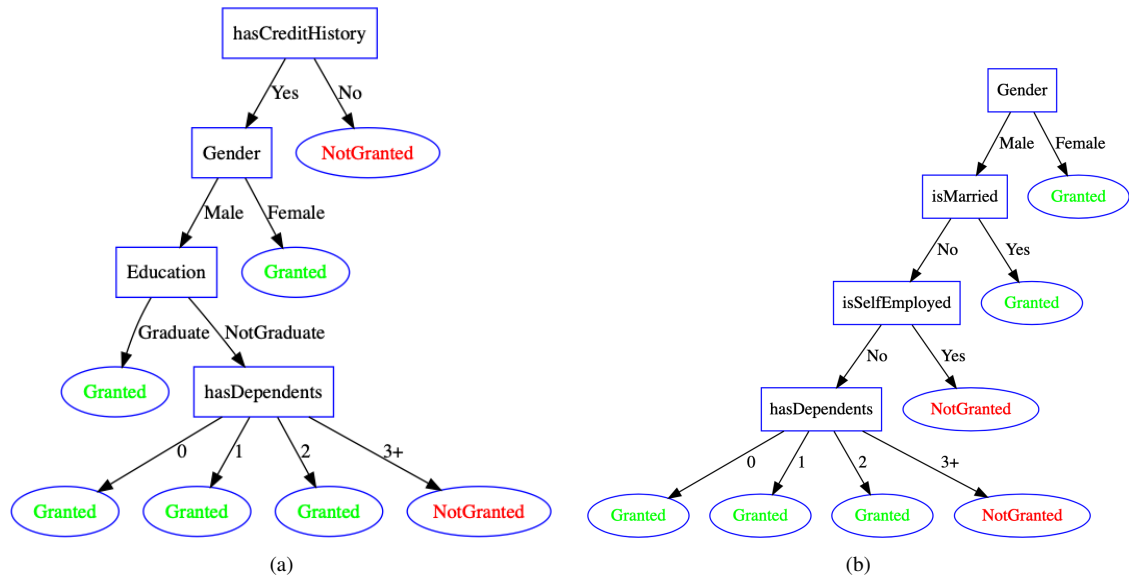 hasCreditHistory
Yes
No
Gender
NotGranted
Male
Female
Education
Granted
Graduate
NotGraduate
Granted
hasDependents
0
1
2
3+
Granted
Granted
Granted
NotGranted
(a)
Gender
Male
Female
isMarried
Granted
No
Yes
isSelfEmployed
Granted
No
Yes
hasDependents
NotGranted
0
1
2
3+
Granted
Granted
Granted
NotGranted
(b)